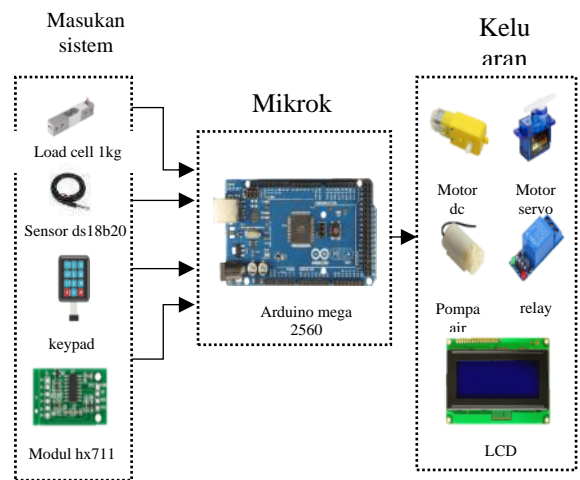 Masukan
sistem
Load cell 1kg
Sensor ds18b20
keypad
Modul hx711
Mikrok
Arduino mega
2560
Kelu
aran
Motor
dc
Motor
servo
Pompa
air
relay
LCD